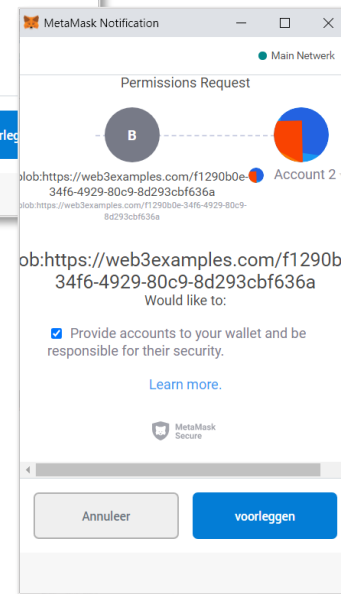 MetaMask Notification
Main Netwerk
Permissions Request
B
blob:https://web3examples.com/f1290b0e-
34f6-4929-80c9-8d293cbf636a
blob:https://web3examples.com/f1290b0e-34f6-4929-80c9-
8d293cbf636a
Account 2
ob:https://web3examples.com/f1290b
34f6-4929-80c9-8d293cbf636a
Would like to:
Provide accounts to your wallet and be
responsible for their security.
Learn more.
MetaMask
Secure
Annuleer
voorleggen